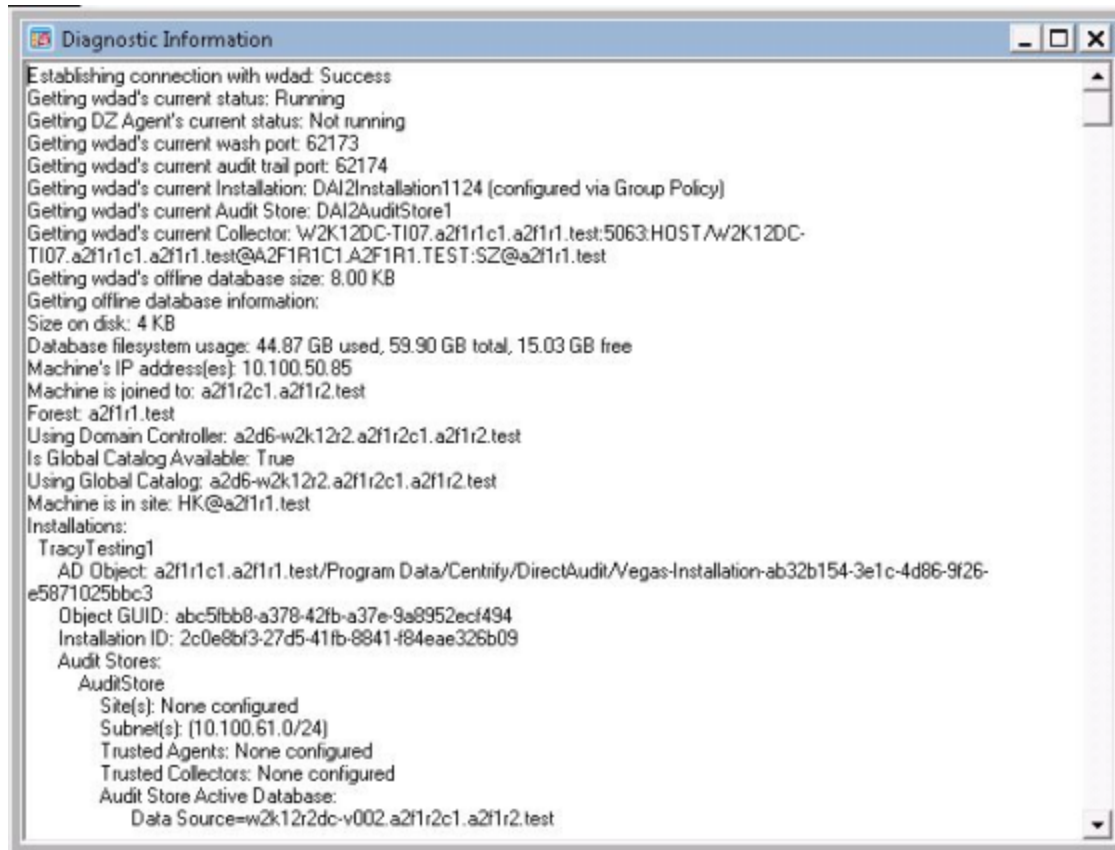 Diagnostic Information
Establishing connection with wdad: Success
Getting wdad's current status: Running
Getting DZ Agent's current status: Not running
Getting wdad's current wash port: 62173
Getting wdad's current audit trail port: 62174
Getting wdad's current Installation: DAI2Installation1124 (configured via Group Policy)
Getting wdad's current Audit Store: DAI2AuditStore1
Getting wdad's current Collector: W2K12DC-TI07.a2f1r1c1.a2f1r1.test:5063:HOST/W2K12DC-
TI07.a2f1r1c1.a2f1r1.test@A2F1R1C1.A2F1R1.TEST:SZ@a2f1r1.test
Getting wdad's offline database size: 8.00 KB
Getting offline database information:
Size on disk: 4 KB
Database filesystem usage: 44.87 GB used, 59.90 GB total, 15.03 GB free
Machine's IP address(es): 10.100.50.85
Machine is joined to: a2f1r2c1.a2f1r2.test
Forest: a2f1r1.test
Using Domain Controller: a2d6-w2k12r2.a2f1r2c1.a2f1r2.test
Is Global Catalog Available: True
Using Global Catalog: a2d6-w2k12r2.a2f1r2c1.a2f1r2.test
Machine is in site: HK@a2f1r1.test
Installations:
TracyTesting1
AD Object: a2f1r1c1.a2f1r1.test/Program Data/Centrify/DirectAudit/Vegas-Installation-ab32b154-3e1c-4d86-9f26-
e5871025bbc3
Object GUID: abc5fbb8-a378-42fb-a37e-9a8952ecf494
Installation ID: 2c0e8bf3-27d5-41fb-8841-f84eae326b09
Audit Stores:
AuditStore
Site(s): None configured
Subnet(s): (10.100.61.0/24)
Trusted Agents: None configured
Trusted Collectors: None configured
Audit Store Active Database:
Data Source=w2k12r2dc-v002.a2f1r2c1.a2f1r2.test